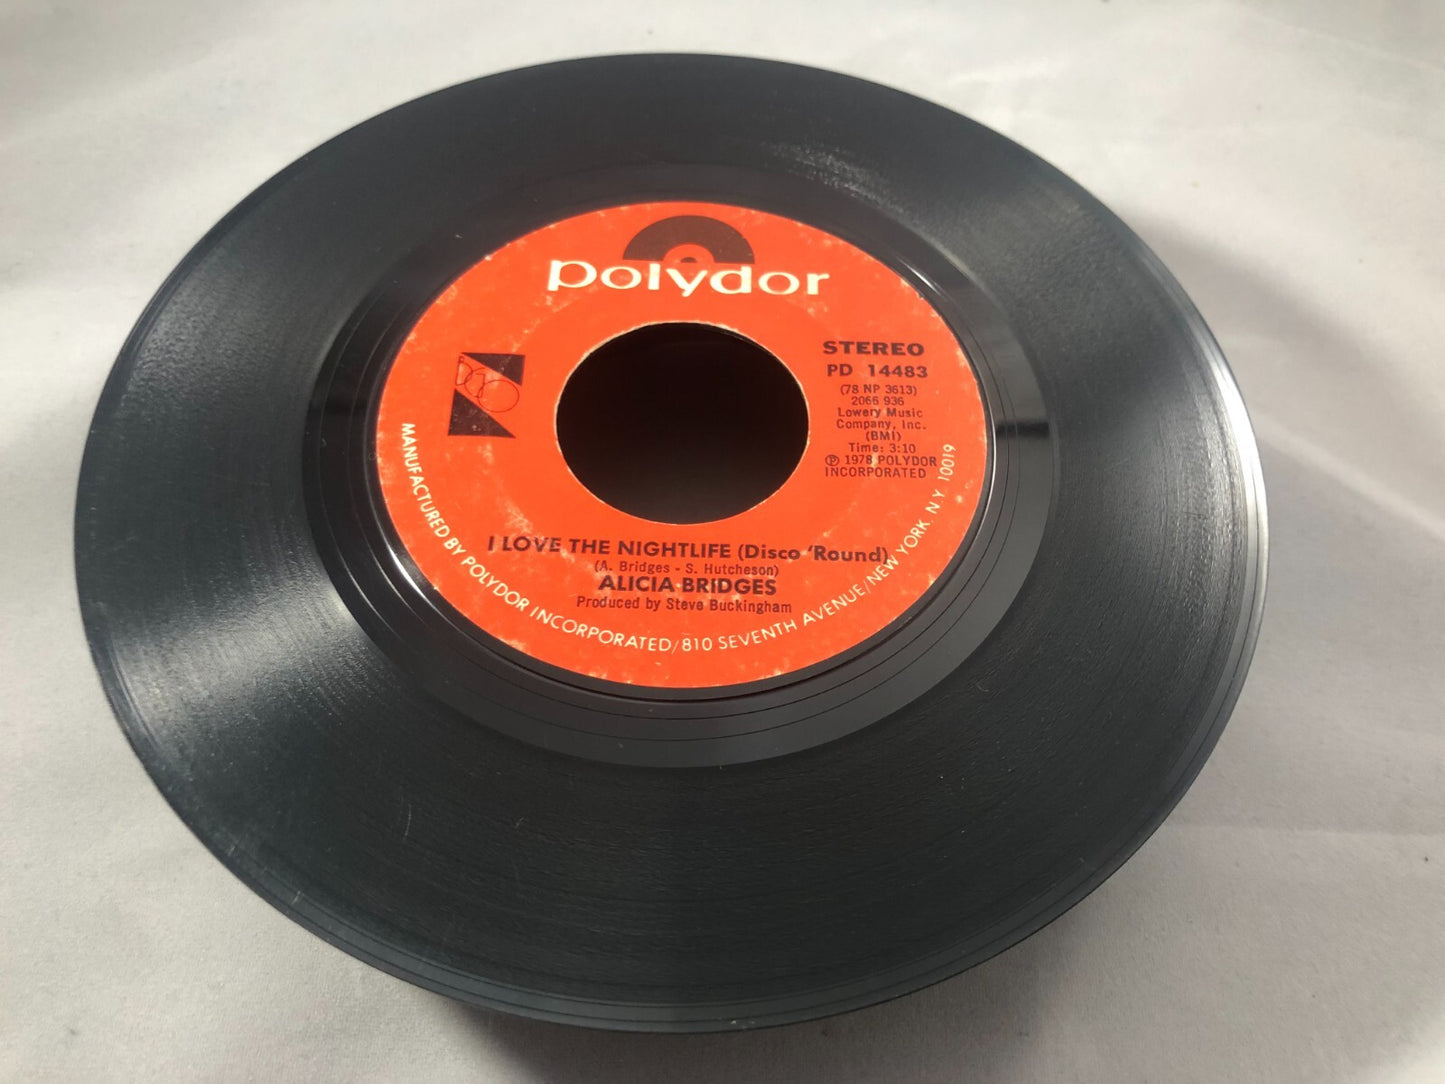 polydor
STEREO
PD 14483
(78 NP 3613)
2066 936
Lowery Music
Company, Inc.
(BMI)
Time: 3:10
℗ 1978 POLYDOR
INCORPORATED
I LOVE THE NIGHTLIFE (Disco 'Round)
(A. Bridges - S. Hutcheson)
ALICIA BRIDGES
Produced by Steve Buckingham
MANUFACTURED BY POLYDOR INCORPORATED/810 SEVENTH AVENUE/NEW YORK, N.Y. 10019